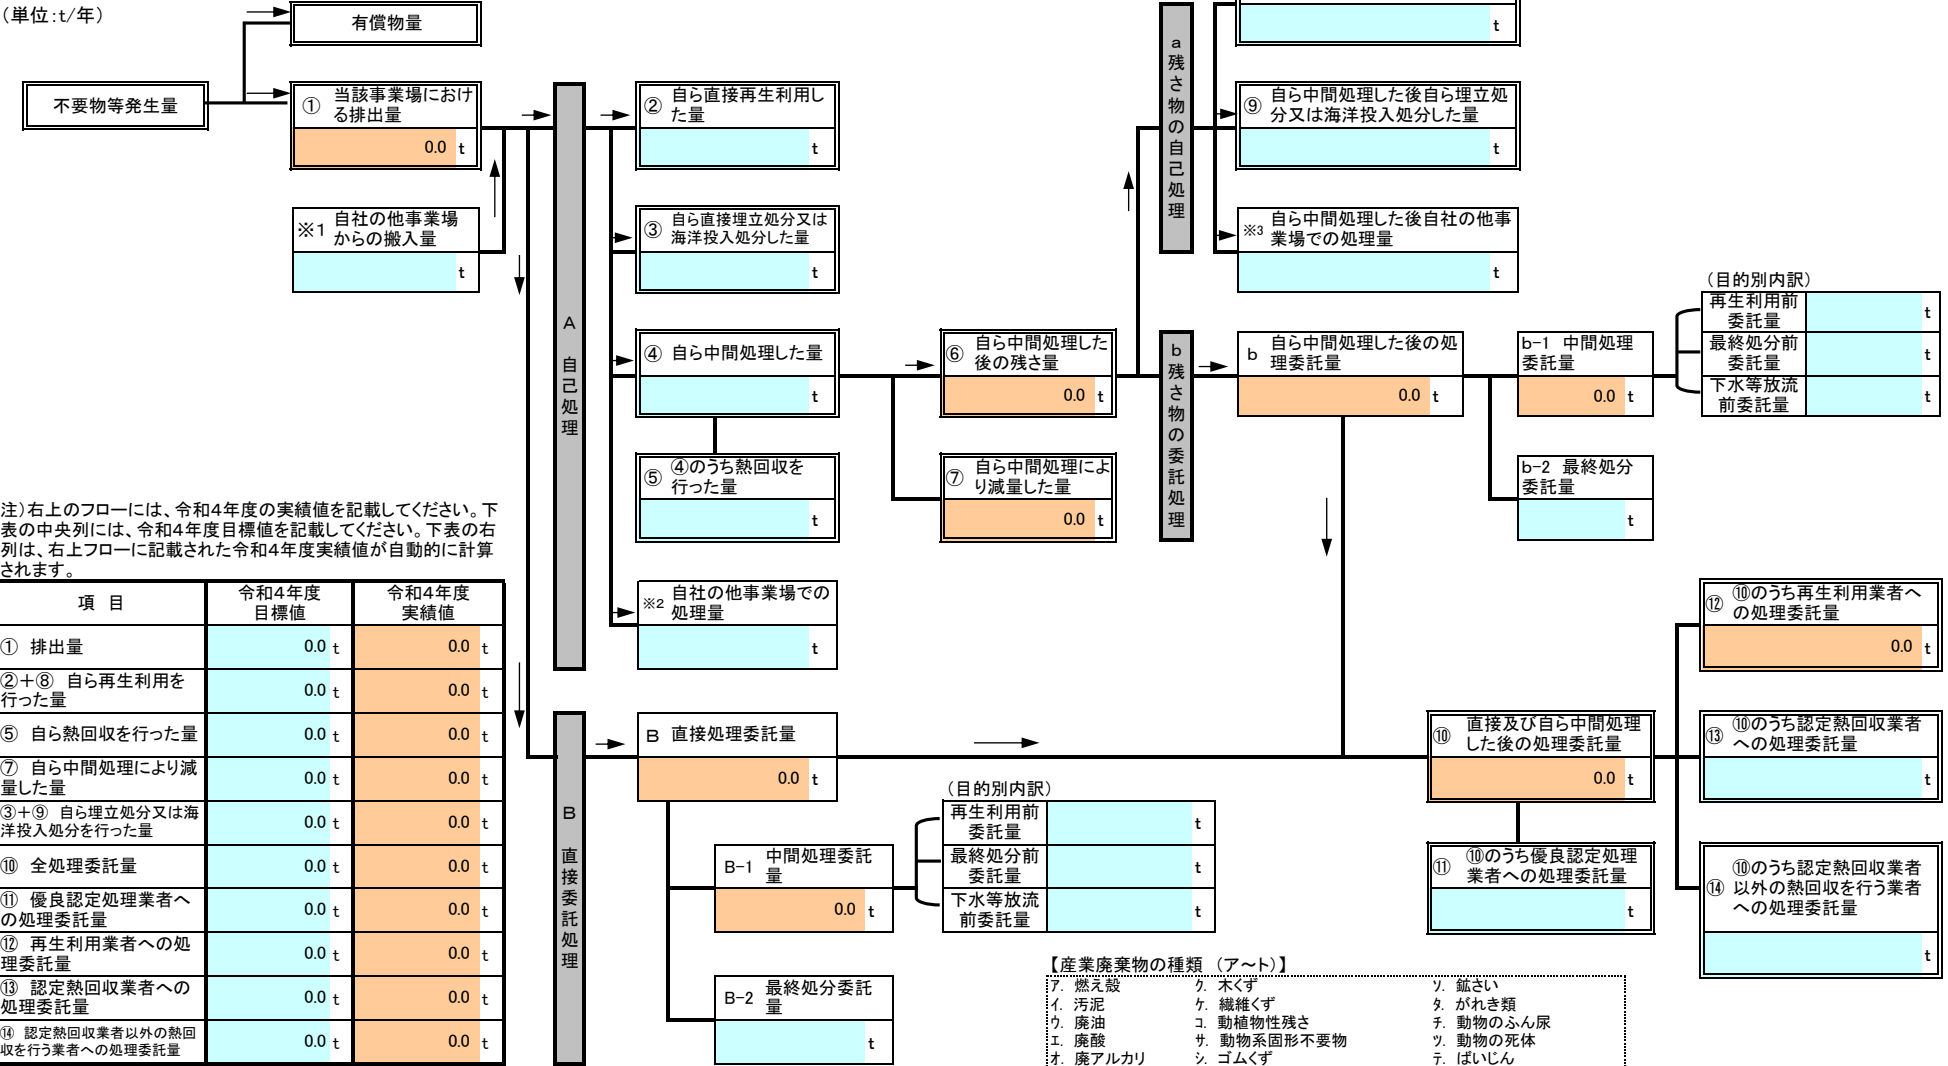 （単位：t/年）
有償物量
不要物等発生量
① 当該事業場におけ
る排出量
0.0 t
※1 自社の他事業場
からの搬入量
t
A 自己処理
② 自ら直接再生利用し
た量
t
③ 自ら直接埋立処分又は
海洋投入処分した量
t
④ 自ら中間処理した量
t
⑤ ④のうち熱回収を
行った量
t
※2 自社の他事業場での
処理量
t
⑥ 自ら中間処理した
後の残さ量
0.0 t
⑦ 自ら中間処理によ
り減量した量
0.0 t
a残さ物の自己処理
t
⑨ 自ら中間処理した後自ら埋立処
分又は海洋投入処分した量
t
※3 自ら中間処理した後自社の他事
業場での処理量
t
b残さ物の委託処理
b 自ら中間処理した後の処
理委託量
0.0 t
b-1 中間処理
委託量
0.0 t
b-2 最終処分
委託量
t
（目的別内訳）
再生利用前
委託量
t
最終処分前
委託量
t
下水等放流
前委託量
t
注）右上のフローには、令和4年度の実績値を記載してください。下
表の中央列には、令和4年度目標値を記載してください。下表の右
列は、右上フローに記載された令和4年度実績値が自動的に計算
されます。
項 目 令和4年度
目標値 令和4年度
実績値
① 排出量 0.0 t 0.0 t
②＋⑧ 自ら再生利用を
行った量 0.0 t 0.0 t
⑤ 自ら熱回収を行った量 0.0 t 0.0 t
⑦ 自ら中間処理により減
量した量 0.0 t 0.0 t
③＋⑨ 自ら埋立処分又は海
洋投入処分を行った量 0.0 t 0.0 t
⑩ 全処理委託量 0.0 t 0.0 t
⑪ 優良認定処理業者へ
の処理委託量 0.0 t 0.0 t
⑫ 再生利用業者への処
理委託量 0.0 t 0.0 t
⑬ 認定熱回収業者への
処理委託量 0.0 t 0.0 t
⑭ 認定熱回収業者以外の熱回
収を行う業者への処理委託量 0.0 t 0.0 t
B 直接委託処理
B 直接処理委託量
0.0 t
B-1 中間処理委託
量
0.0 t
B-2 最終処分委託
量
t
（目的別内訳）
再生利用前
委託量
t
最終処分前
委託量
t
下水等放流
前委託量
t
⑩ 直接及び自ら中間処理
した後の処理委託量
0.0 t
⑪ ⑩のうち優良認定処理
業者への処理委託量
t
⑫ ⑩のうち再生利用業者へ
の処理委託量
0.0 t
⑬ ⑩のうち認定熱回収業者
への処理委託量
t
⑭ ⑩のうち認定熱回収業者
以外の熱回収を行う業者
への処理委託量
t
【産業廃棄物の種類 （ア～ト）】
ア. 燃え殻 ク. 木くず ソ. 鉱さい
イ. 汚泥 ケ. 繊維くず タ. がれき類
ウ. 廃油 コ. 動植物性残さ チ. 動物のふん尿
エ. 廃酸 サ. 動物系固形不要物 ツ. 動物の死体
オ. 廃アルカリ シ. ゴムくず テ. ばいじん